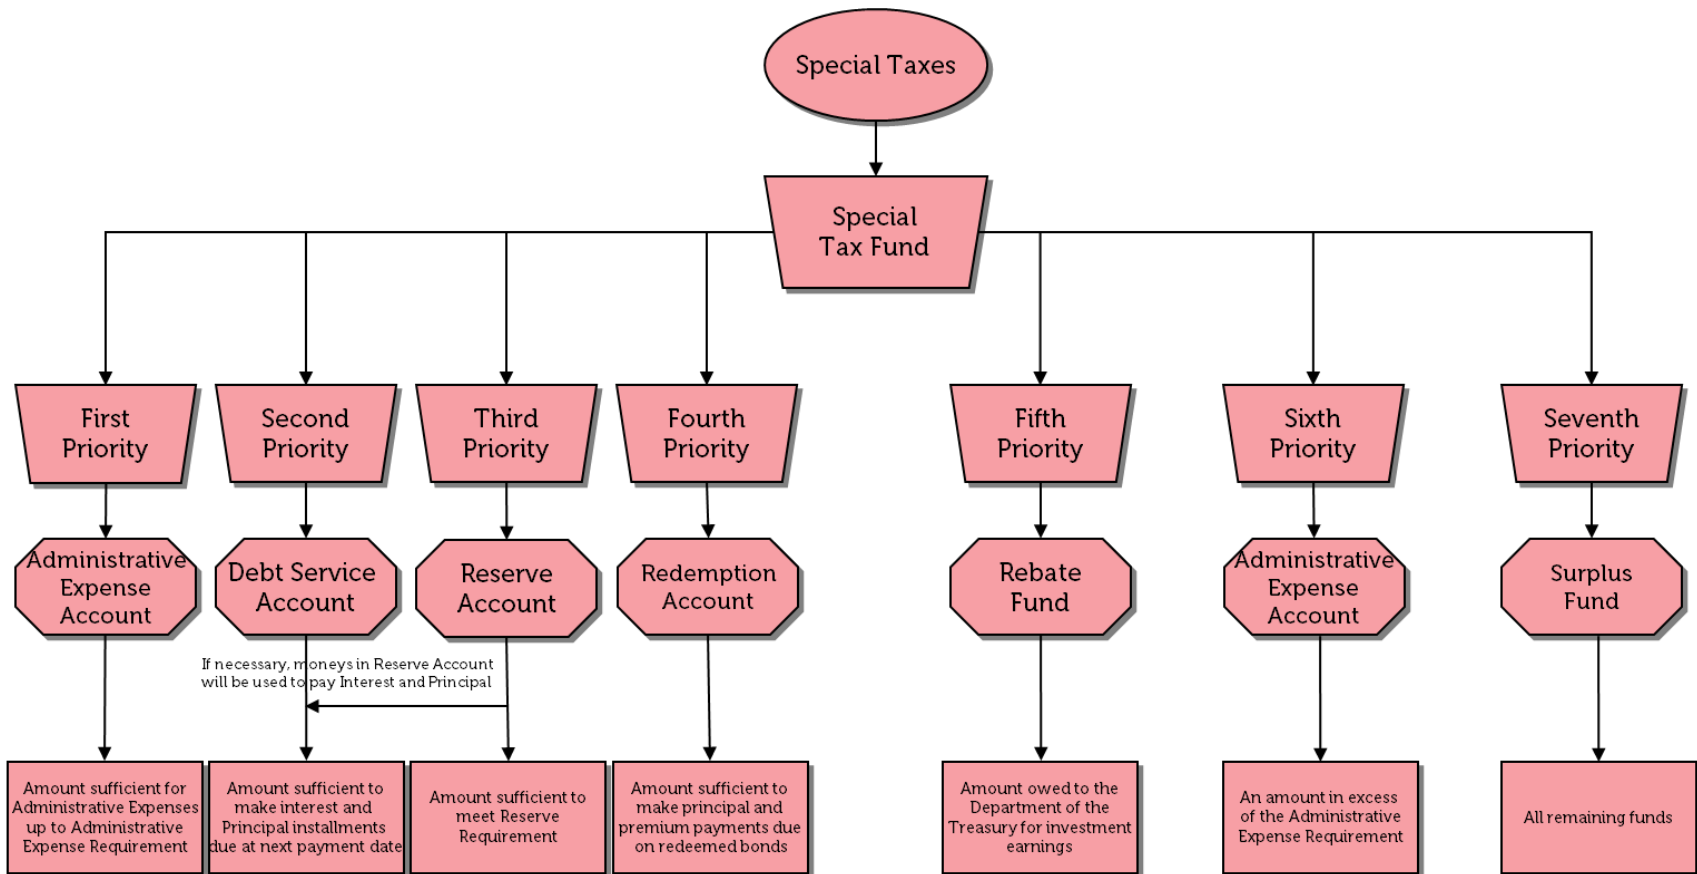 Special Taxes
Special
Tax Fund
First
Priority
Second
Priority
Third
Priority
Fourth
Priority
Fifth
Priority
Sixth
Priority
Seventh
Priority
Administrative
Expense
Account
Debt Service
Account
Reserve
Account
Redemption
Account
Rebate
Fund
Administrative
Expense
Account
Surplus
Fund
If necessary, moneys in Reserve Account
will be used to pay Interest and Principal
Amount sufficient for
Administrative Expenses
up to Administrative
Expense Requirement
Amount sufficient to
make interest and
Principal installments
due at next payment date
Amount sufficient to
meet Reserve
Requirement
Amount sufficient to
make principal and
premium payments due
on redeemed bonds
Amount owed to the
Department of the
Treasury for investment
earnings
An amount in excess
of the Administrative
Expense Requirement
All remaining funds